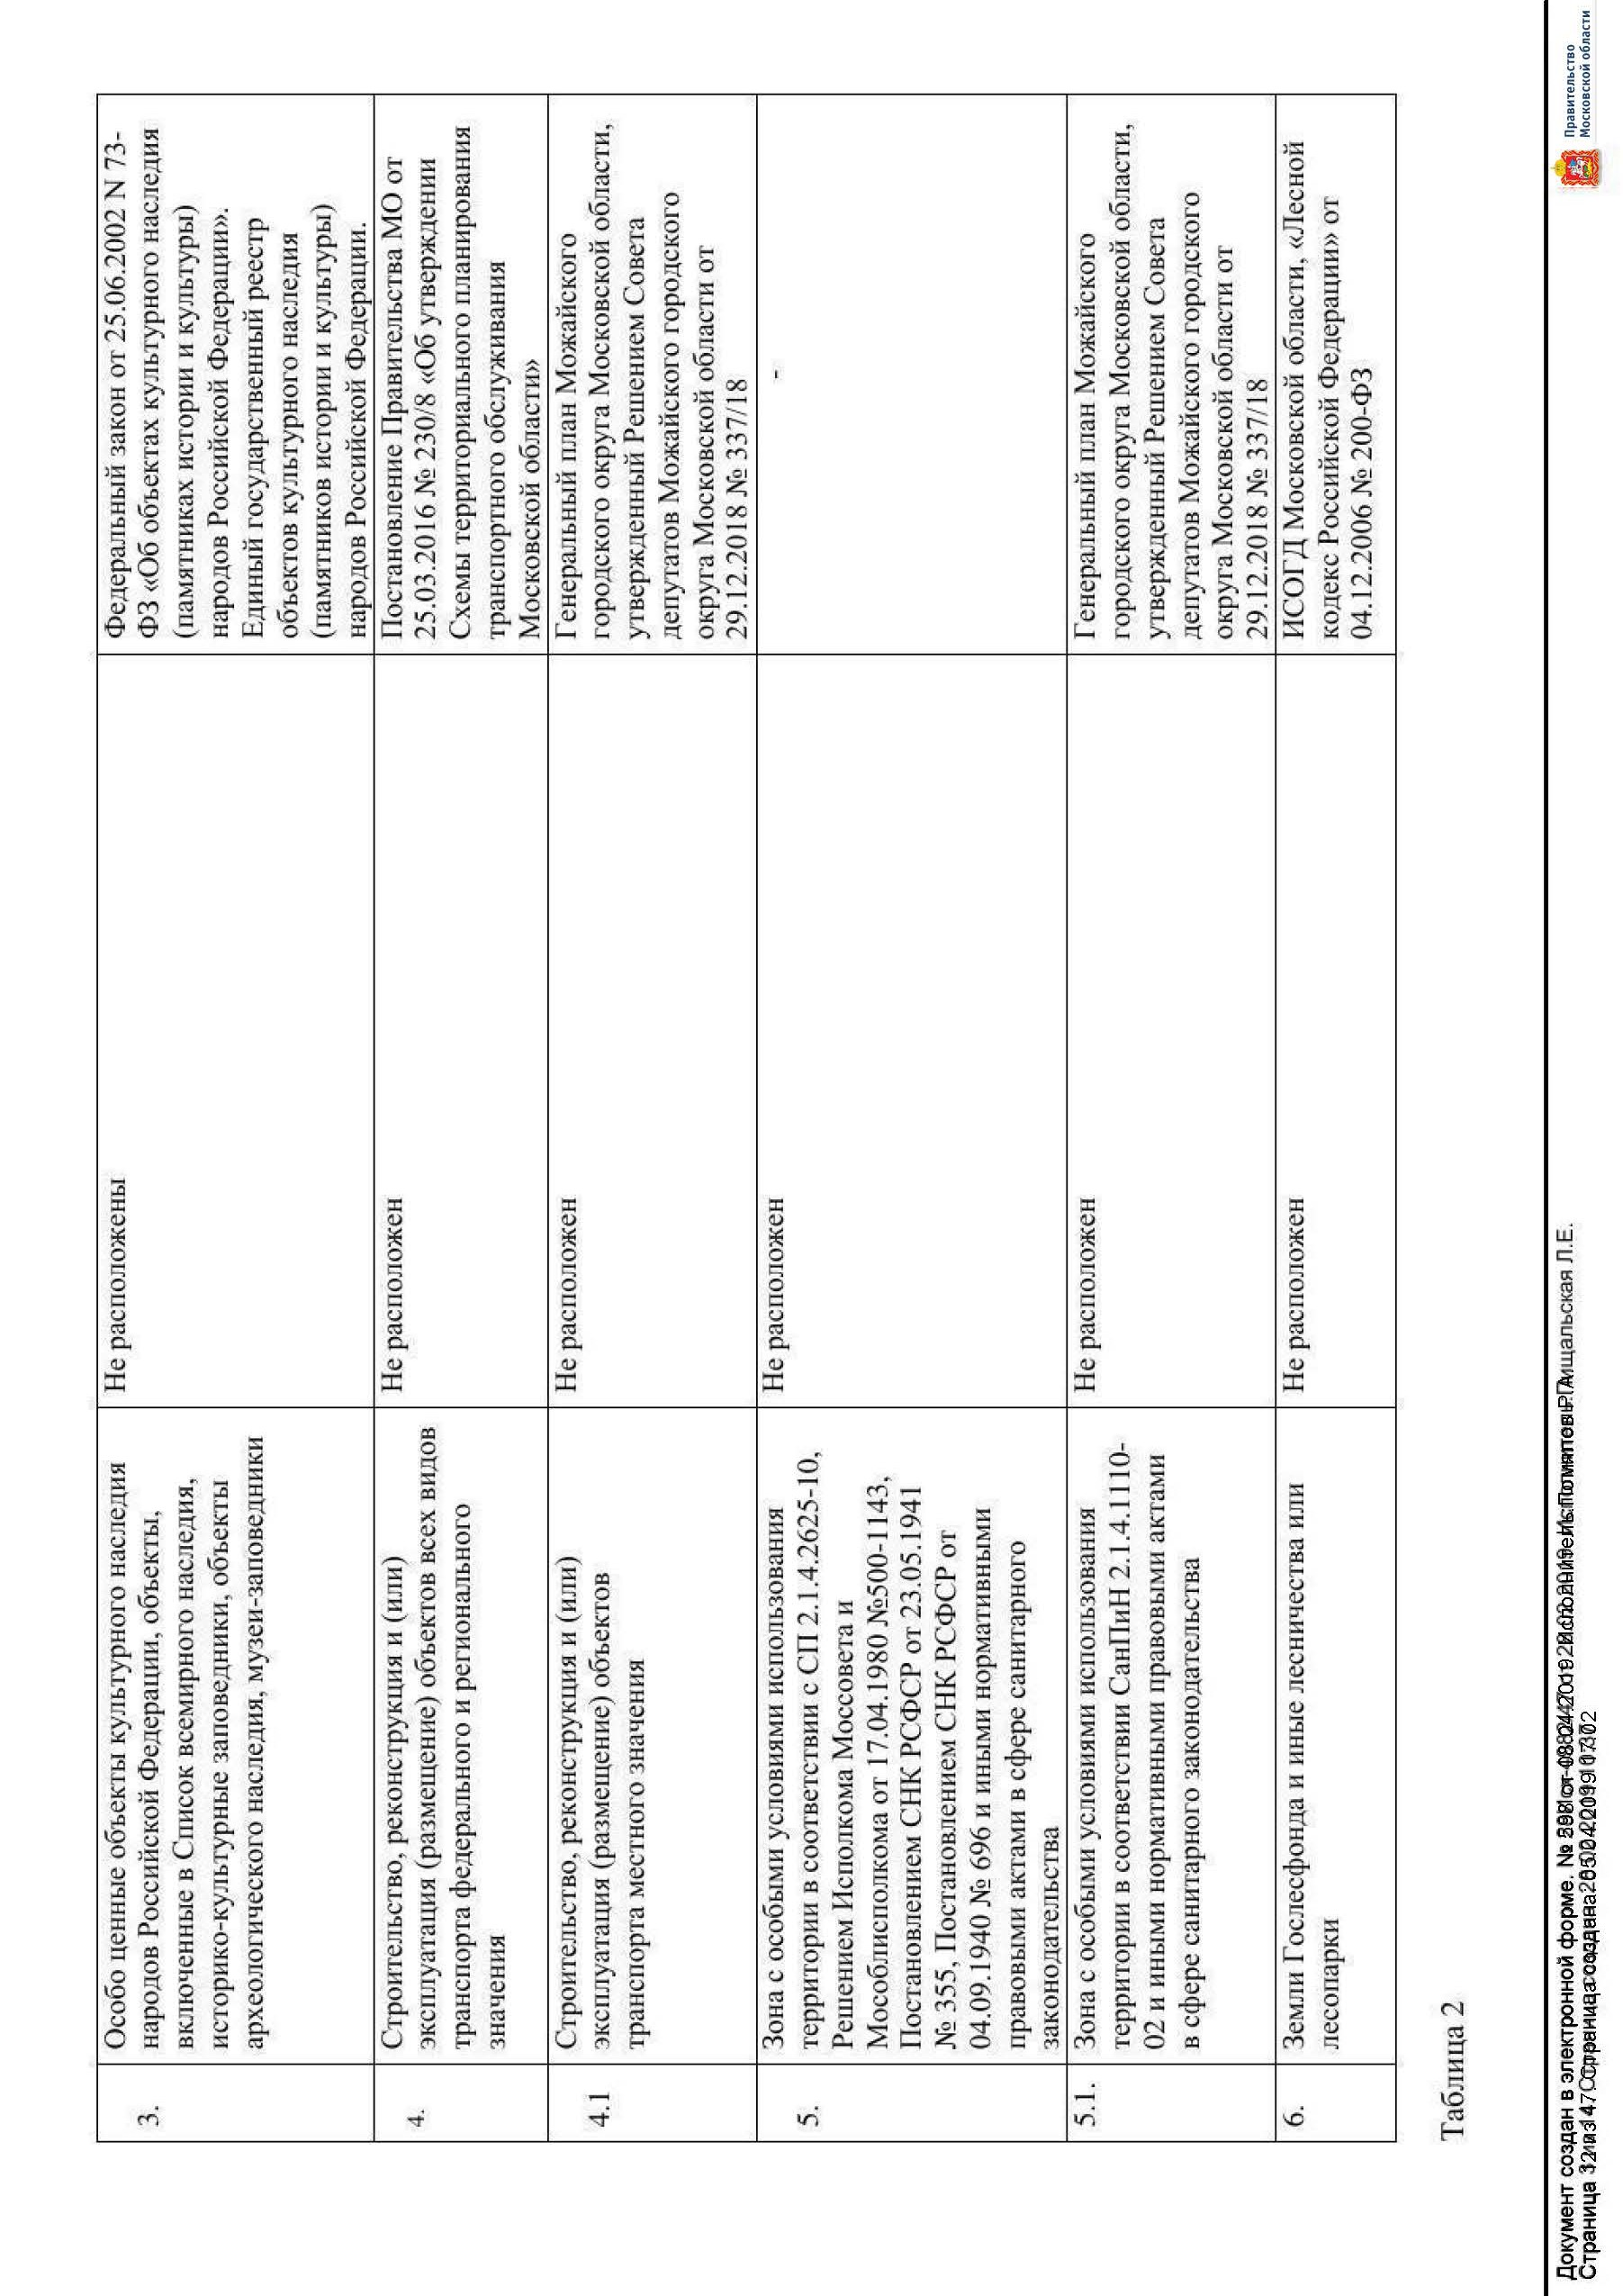 3.
Особо ценные объекты культурного наследия
народов Российской Федерации, объекты,
включенные в Список всемирного наследия,
историко-культурные заповедники, объекты
археологического наследия, музеи-заповедники
Не расположены
Федеральный закон от 25.06.2002 N 73-
ФЗ «Об объектах культурного наследия
(памятниках истории и культуры)
народов Российской Федерации».
Единый государственный реестр
объектов культурного наследия
(памятников истории и культуры)
народов Российской Федерации.
4.
Строительство, реконструкция и (или)
эксплуатация (размещение) объектов всех видов
транспорта федерального и регионального
значения
Не расположен
Постановление Правительства МО от
25.03.2016 № 230/8 «Об утверждении
Схемы территориального планирования
транспортного обслуживания
Московской области»
4.1
Строительство, реконструкция и (или)
эксплуатация (размещение) объектов
транспорта местного значения
Не расположен
Генеральный план Можайского
городского округа Московской области,
утвержденный Решением Совета
депутатов Можайского городского
округа Московской области от
29.12.2018 № 337/18
5.
Зона с особыми условиями использования
территории в соответствии с СП 2.1.4.2625-10,
Решением Исполкома Моссовета и
Мособлисполкома от 17.04.1980 №500-1143,
Постановлением СНК РСФСР от 23.05.1941
№ 355, Постановлением СНК РСФСР от
04.09.1940 № 696 и иными нормативными
правовыми актами в сфере санитарного
законодательства
Не расположен
-
5.1.
Зона с особыми условиями использования
территории в соответствии СанПиН 2.1.4.1110-
02 и иными нормативными правовыми актами
в сфере санитарного законодательства
Не расположен
Генеральный план Можайского
городского округа Московской области,
утвержденный Решением Совета
депутатов Можайского городского
округа Московской области от
29.12.2018 № 337/18
6.
Земли Гослесфонда и иные лесничества или
лесопарки
Не расположен
ИСОГД Московской области, «Лесной
кодекс Российской Федерации» от
04.12.2006 № 200-ФЗ
Таблица 2
Документ создан в электронной форме. № Пищальская Л.Е.
Страница
Правительство
Московской области